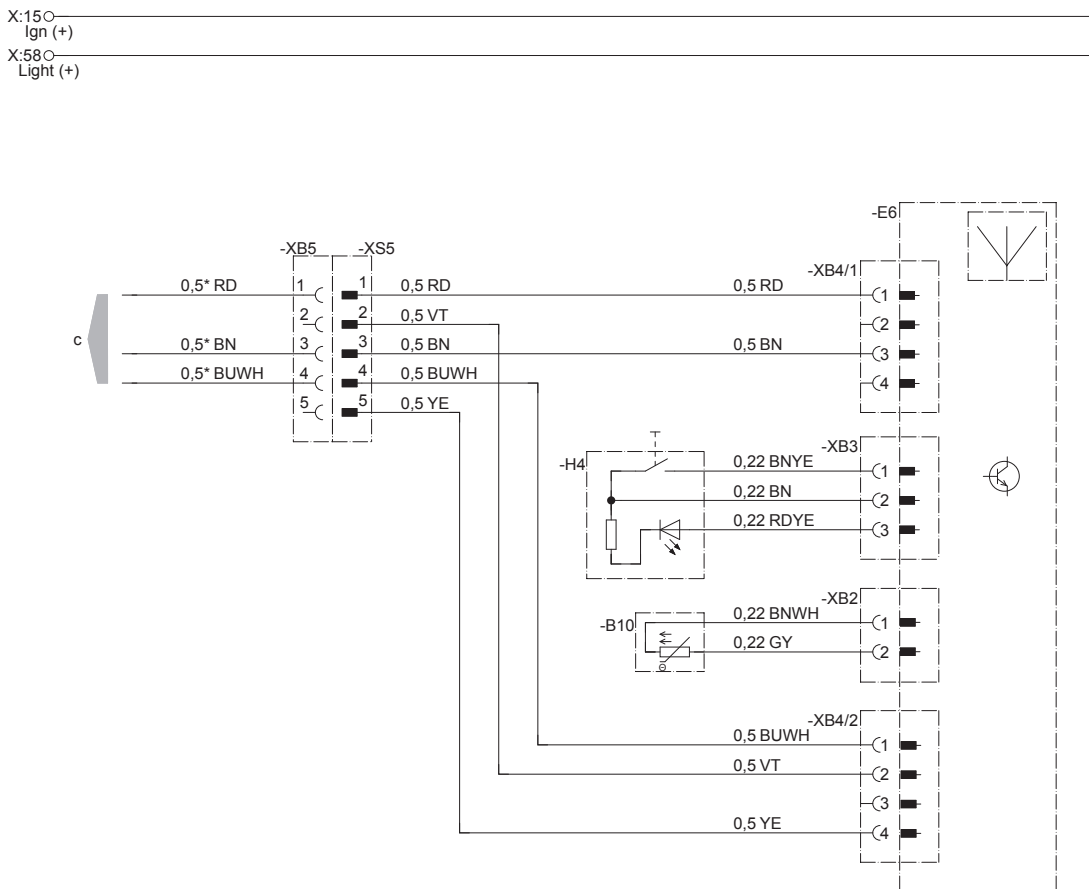 X:15
Ign (+)
X:58
Light (+)
-E6
-XB5 -XS5
-XB4/1
0,5* RD 1 1 0,5 RD 0,5 RD 1
2 2 0,5 VT 2
c
0,5* BN 3 3 0,5 BN 0,5 BN 3
0,5* BUWH 4 4 0,5 BUWH 4
5 5 0,5 YE
-XB3
-H4 0,22 BNYE 1
0,22 BN 2
0,22 RDYE 3
-XB2
-B10 0,22 BNWH 1
0,22 GY 2
-XB4/2
0,5 BUWH 1
0,5 VT 2
3
0,5 YE 4